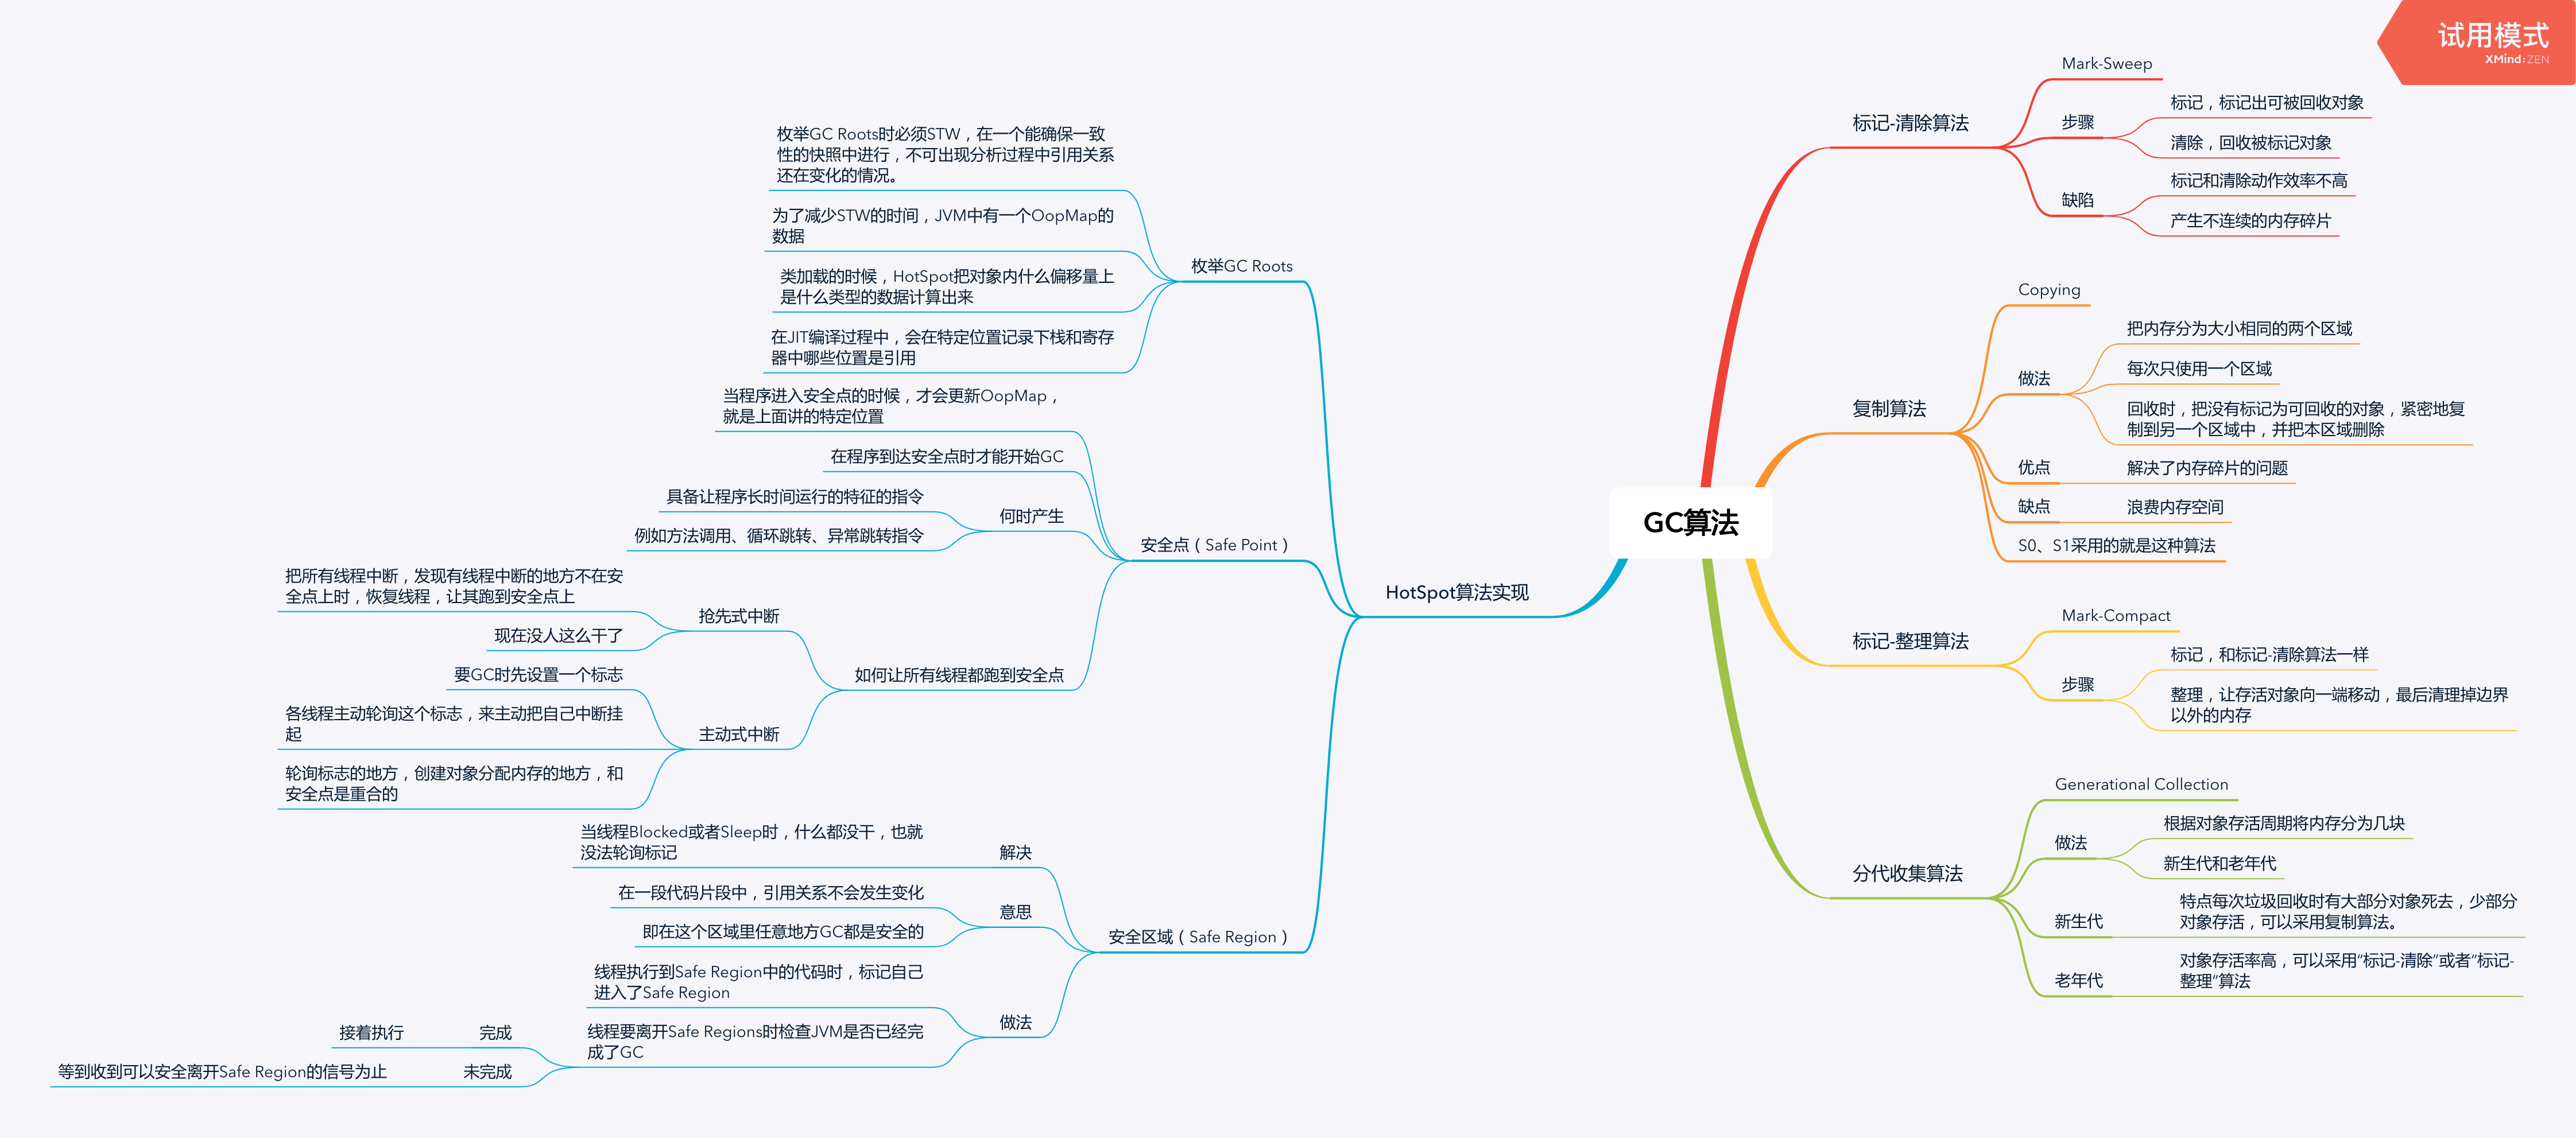 试用模式
XMind:ZEN
GC算法
标记-清除算法
Mark-Sweep
步骤
标记，标记出可被回收对象
清除，回收被标记对象
缺陷
标记和清除动作效率不高
产生不连续的内存碎片
复制算法
Copying
做法
把内存分为大小相同的两个区域
每次只使用一个区域
回收时，把没有标记为可回收的对象，紧密地复
制到另一个区域中，并把本区域删除
优点
解决了内存碎片的问题
缺点
浪费内存空间
S0、S1采用的就是这种算法
标记-整理算法
Mark-Compact
步骤
标记，和标记-清除算法一样
整理，让存活对象向一端移动，最后清理掉边界
以外的内存
分代收集算法
Generational Collection
做法
根据对象存活周期将内存分为几块
新生代和老年代
新生代
特点每次垃圾回收时有大部分对象死去，少部分
对象存活，可以采用复制算法。
老年代
对象存活率高，可以采用“标记-清除”或者“标记-
整理”算法
HotSpot算法实现
枚举GC Roots
枚举GC Roots时必须STW，在一个能确保一致
性的快照中进行，不可出现分析过程中引用关系
还在变化的情况。
为了减少STW的时间，JVM中有一个OopMap的
数据
类加载的时候，HotSpot把对象内什么偏移量上
是什么类型的数据计算出来
在JIT编译过程中，会在特定位置记录下栈和寄存
器中哪些位置是引用
安全点（Safe Point）
当程序进入安全点的时候，才会更新OopMap，
就是上面讲的特定位置
在程序到达安全点时才能开始GC
何时产生
具备让程序长时间运行的特征的指令
例如方法调用、循环跳转、异常跳转指令
如何让所有线程都跑到安全点
抢先式中断
把所有线程中断，发现有线程中断的地方不在安
全点上时，恢复线程，让其跑到安全点上
现在没人这么干了
主动式中断
要GC时先设置一个标志
各线程主动轮询这个标志，来主动把自己中断挂
起
轮询标志的地方，创建对象分配内存的地方，和
安全点是重合的
安全区域（Safe Region）
解决
当线程Blocked或者Sleep时，什么都没干，也就
没法轮询标记
意思
在一段代码片段中，引用关系不会发生变化
即在这个区域里任意地方GC都是安全的
做法
线程执行到Safe Region中的代码时，标记自己
进入了Safe Region
线程要离开Safe Regions时检查JVM是否已经完
成了GC
完成
接着执行
未完成
等到收到可以安全离开Safe Region的信号为止